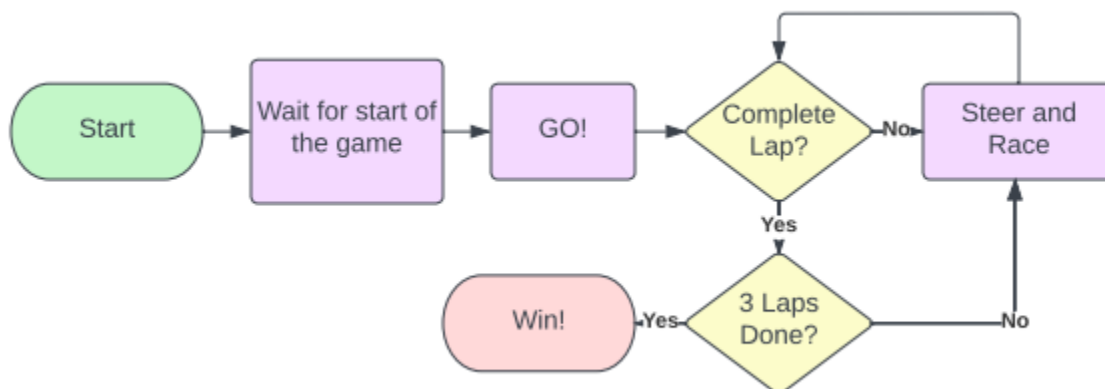 Start
Wait for start of
the game
GO!
Complete
Lap?
No
Steer and
Race
Yes
Win!
Yes
3 Laps
Done?
No